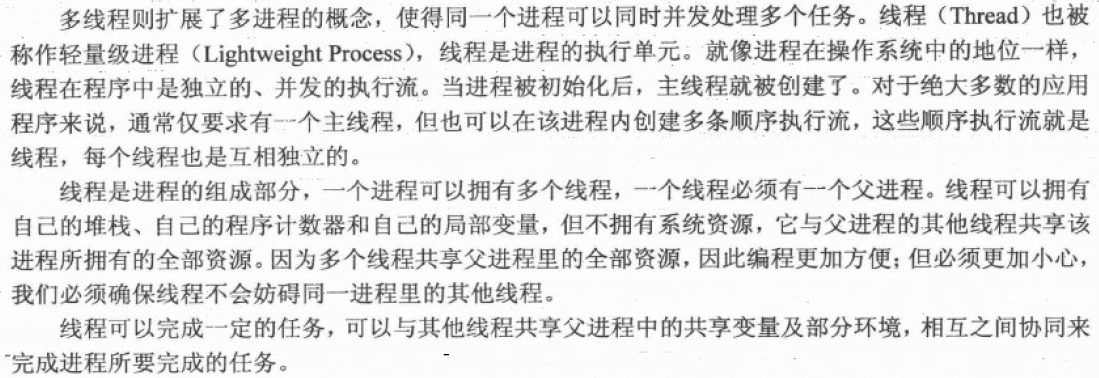 多线程则扩展了多进程的概念，使得同一个进程可以同时并发处理多个任务。线程（Thread）也被
称作轻量级进程（Lightweight Process），线程是进程的执行单元。就像进程在操作系统中的地位一样，
线程在程序中是独立的、并发的执行流。当进程被初始化后，主线程就被创建了。对于绝大多数的应用
程序来说，通常仅要求有一个主线程，但也可以在该进程内创建多条顺序执行流，这些顺序执行流就是
线程，每个线程也是互相独立的。
线程是进程的组成部分，一个进程可以拥有多个线程，一个线程必须有一个父进程。线程可以拥有
自己的堆栈、自己的程序计数器和自己的局部变量，但不拥有系统资源，它与父进程的其他线程共享该
进程所拥有的全部资源。因为多个线程共享父进程里的全部资源，因此编程更加方便；但必须更加小心，
我们必须确保线程不会妨碍同一进程里的其他线程。
线程可以完成一定的任务，可以与其他线程共享父进程中的共享变量及部分环境，相互之间协同来
完成进程所要完成的任务。